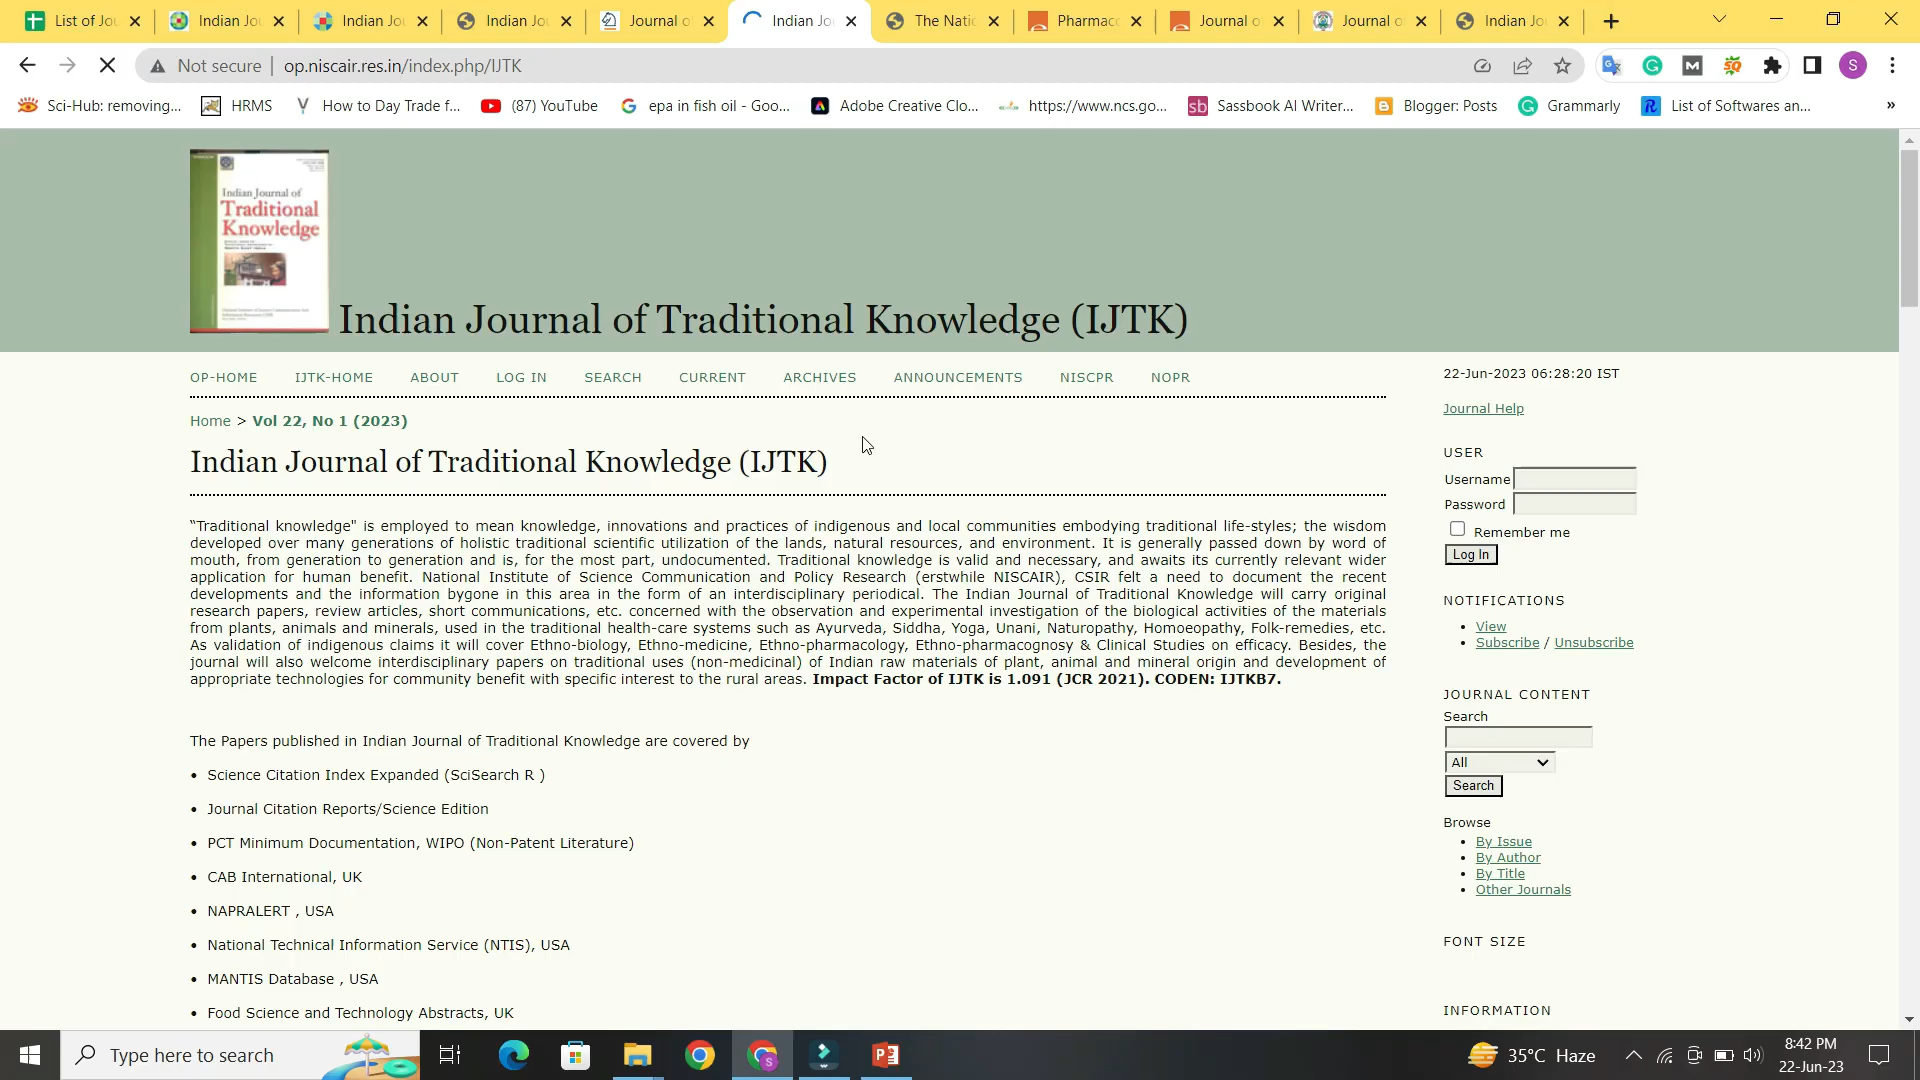 List of Jou
Indian Jou
Indian Jou
Indian Jou
Journal o
Indian Jou
The Natio
Pharmaco
Journal o
Journal o
Indian Jou
Not secure
op.niscair.res.in/index.php/IJTK
S
Sci-Hub: removing...
HRMS
How to Day Trade f...
(87) YouTube
epa in fish oil - Goo...
Adobe Creative Clo...
https://www.ncs.go...
Sassbook AI Writer...
Blogger: Posts
Grammarly
List of Softwares an...
»
Indian Journal of
Traditional
Knowledge
Indian Journal of Traditional Knowledge (IJTK)
OP-HOME IJTK-HOME ABOUT LOG IN SEARCH CURRENT ARCHIVES ANNOUNCEMENTS NISCPR NOPR
Home > Vol 22, No 1 (2023)
Indian Journal of Traditional Knowledge (IJTK)
“Traditional knowledge" is employed to mean knowledge, innovations and practices of indigenous and local communities embodying traditional life-styles; the wisdom
developed over many generations of holistic traditional scientific utilization of the lands, natural resources, and environment. It is generally passed down by word of
mouth, from generation to generation and is, for the most part, undocumented. Traditional knowledge is valid and necessary, and awaits its currently relevant wider
application for human benefit. National Institute of Science Communication and Policy Research (erstwhile NISCAIR), CSIR felt a need to document the recent
developments and the information bygone in this area in the form of an interdisciplinary periodical. The Indian Journal of Traditional Knowledge will carry original
research papers, review articles, short communications, etc. concerned with the observation and experimental investigation of the biological activities of the materials
from plants, animals and minerals, used in the traditional health-care systems such as Ayurveda, Siddha, Yoga, Unani, Naturopathy, Homoeopathy, Folk-remedies, etc.
As validation of indigenous claims it will cover Ethno-biology, Ethno-medicine, Ethno-pharmacology, Ethno-pharmacognosy & Clinical Studies on efficacy. Besides, the
journal will also welcome interdisciplinary papers on traditional uses (non-medicinal) of Indian raw materials of plant, animal and mineral origin and development of
appropriate technologies for community benefit with specific interest to the rural areas. Impact Factor of IJTK is 1.091 (JCR 2021). CODEN: IJTKB7.
The Papers published in Indian Journal of Traditional Knowledge are covered by
• Science Citation Index Expanded (SciSearch R )
• Journal Citation Reports/Science Edition
• PCT Minimum Documentation, WIPO (Non-Patent Literature)
• CAB International, UK
• NAPRALERT , USA
• National Technical Information Service (NTIS), USA
• MANTIS Database , USA
• Food Science and Technology Abstracts, UK
22-Jun-2023 06:28:20 IST
Journal Help
USER
Username
Password
Remember me
Log In
NOTIFICATIONS
• View
• Subscribe / Unsubscribe
JOURNAL CONTENT
Search
All
Search
Browse
• By Issue
• By Author
• By Title
• Other Journals
FONT SIZE
INFORMATION
Type here to search
35°C Haze
8:42 PM
22-Jun-23